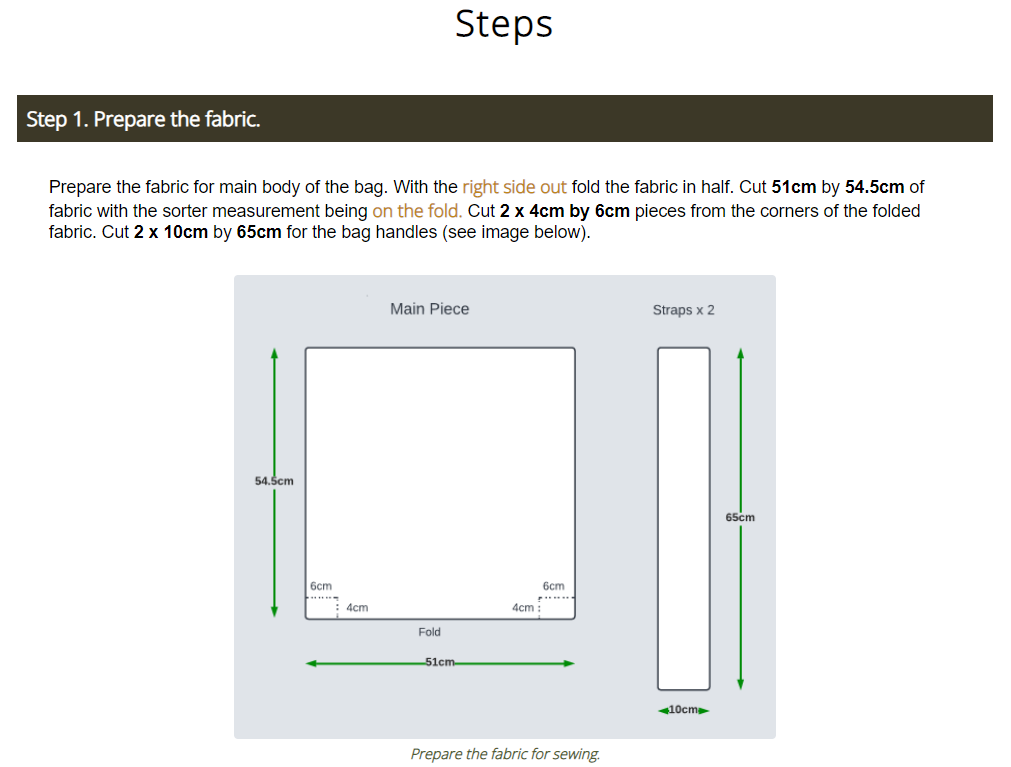 Steps
Step 1. Prepare the fabric.
Prepare the fabric for main body of the bag. With the right side out fold the fabric in half. Cut 51cm by 54.5cm of
fabric with the sorter measurement being on the fold. Cut 2 x 4cm by 6cm pieces from the corners of the folded
fabric. Cut 2 x 10cm by 65cm for the bag handles (see image below).
Main Piece
Straps x 2
54.5cm
65cm
6cm
6cm
4cm
4cm
Fold
51cm
10cm
Prepare the fabric for sewing.